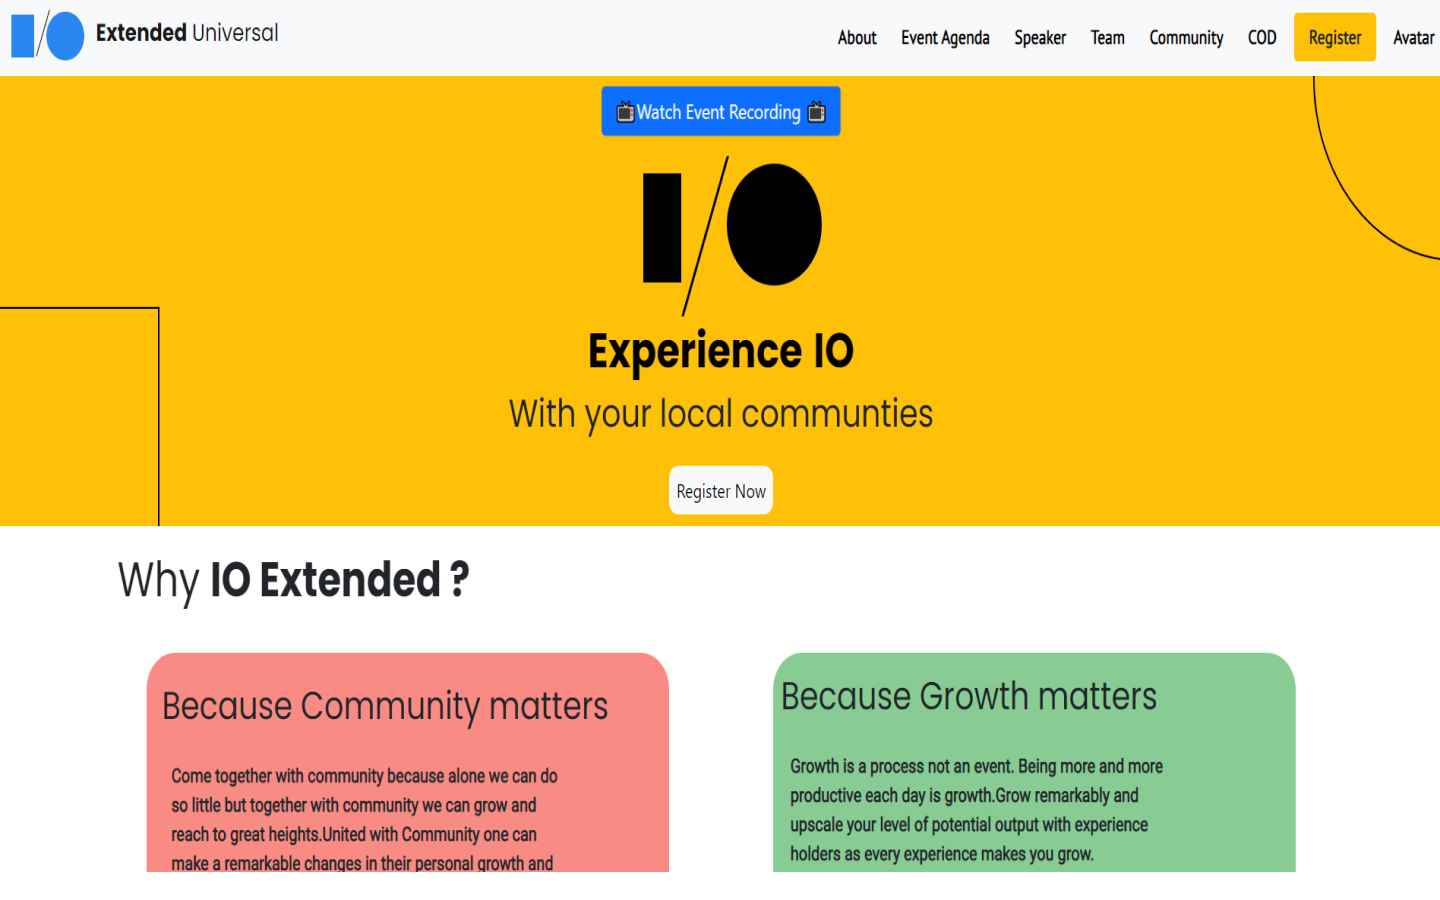 Extended Universal
About Event Agenda Speaker Team Community COD Register Avatar
Watch Event Recording
I/O
Experience IO
With your local communties
Register Now
Why IO Extended ?
Because Community matters
Come together with community because alone we can do
so little but together with community we can grow and
reach to great heights.United with Community one can
make a remarkable changes in their personal growth and
Because Growth matters
Growth is a process not an event. Being more and more
productive each day is growth.Grow remarkably and
upscale your level of potential output with experience
holders as every experience makes you grow.